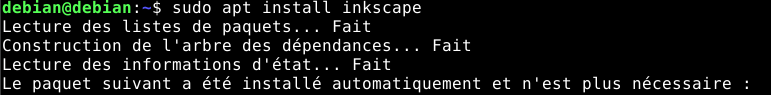 debian@debian:~$ sudo apt install inkscape
Lecture des listes de paquets... Fait
Construction de l'arbre des dépendances... Fait
Lecture des informations d'état... Fait
Le paquet suivant a été installé automatiquement et n'est plus nécessaire :